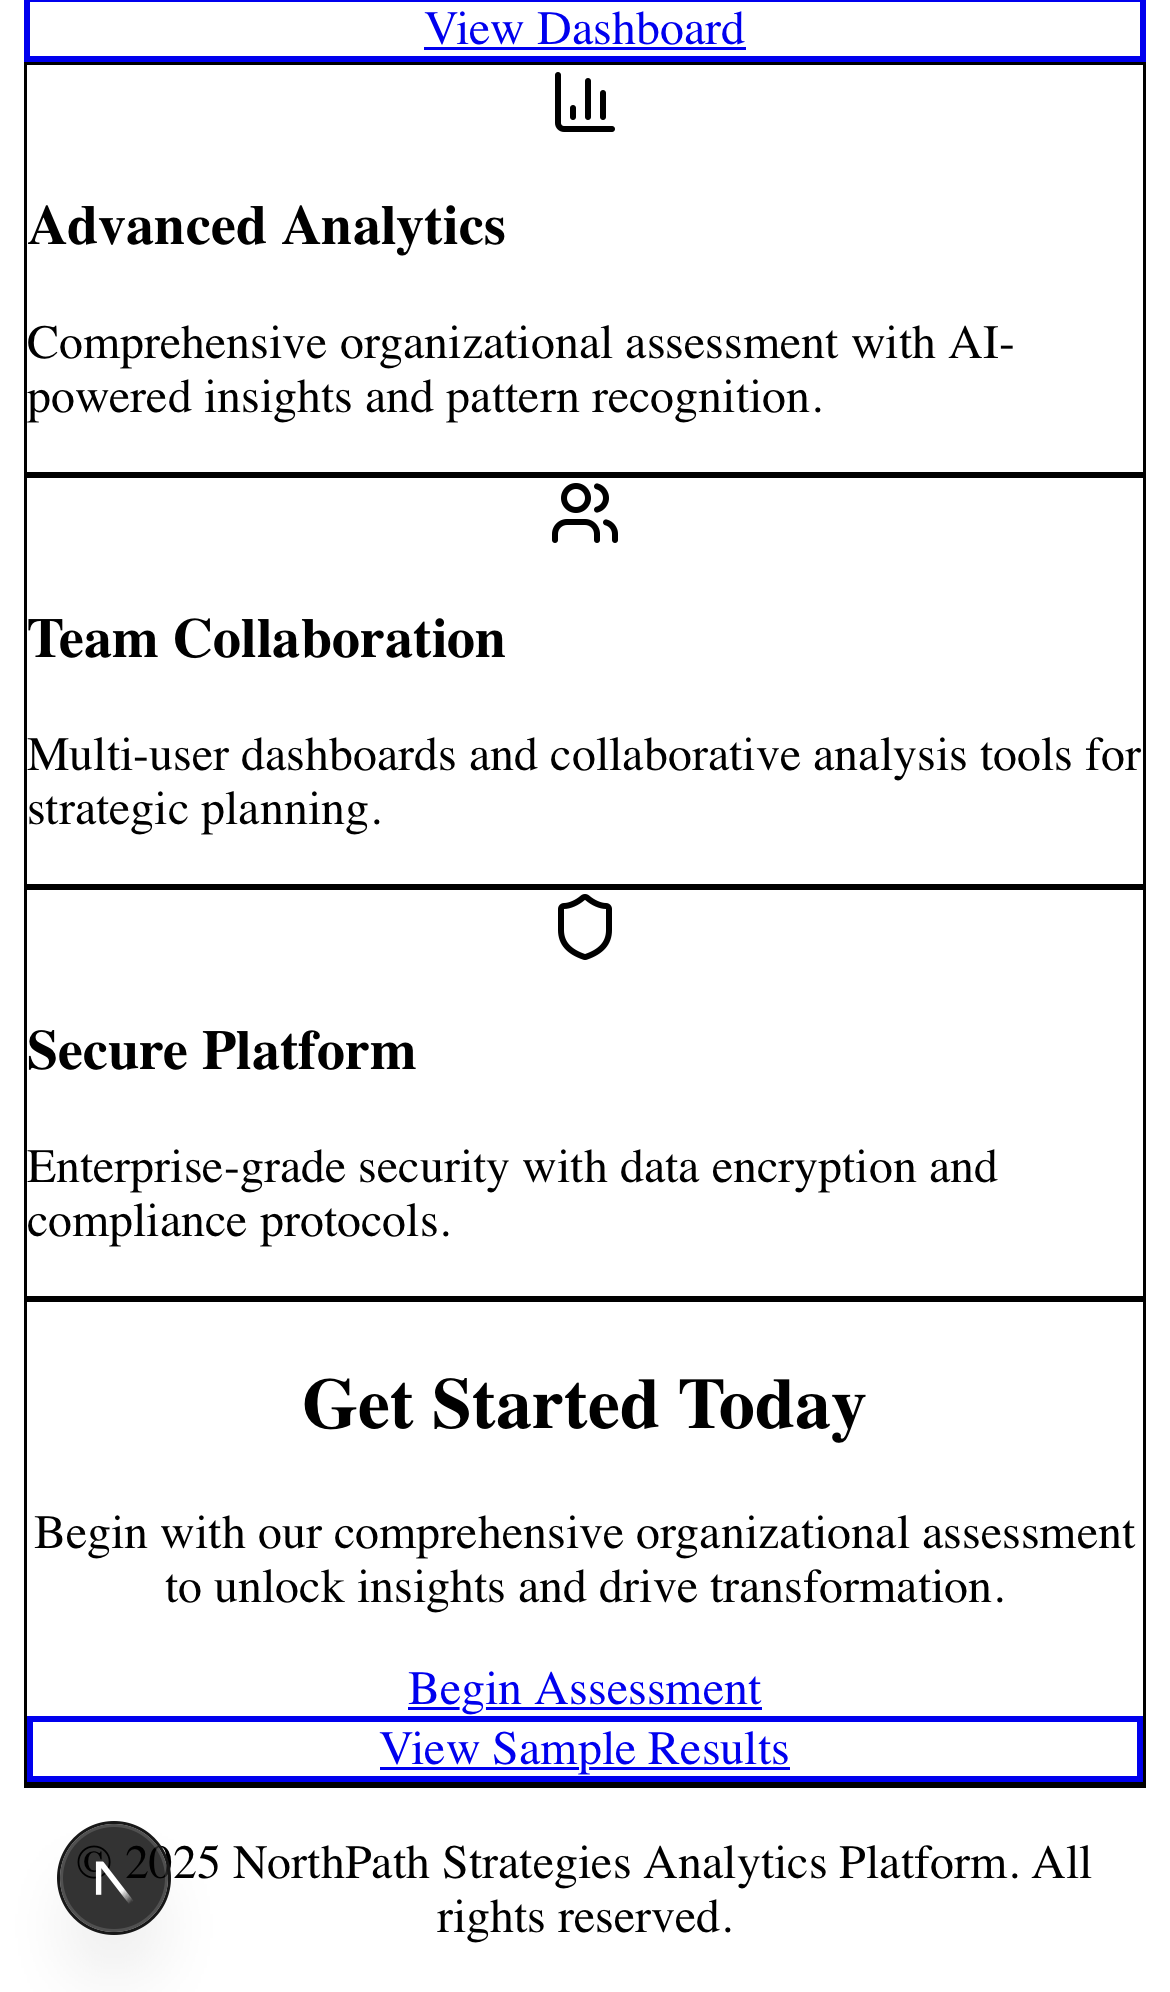 View Dashboard
Advanced Analytics
Comprehensive organizational assessment with AI-
powered insights and pattern recognition.
Team Collaboration
Multi-user dashboards and collaborative analysis tools for
strategic planning.
Secure Platform
Enterprise-grade security with data encryption and
compliance protocols.
Get Started Today
Begin with our comprehensive organizational assessment
to unlock insights and drive transformation.
Begin Assessment
View Sample Results
© 2025 NorthPath Strategies Analytics Platform. All
rights reserved.